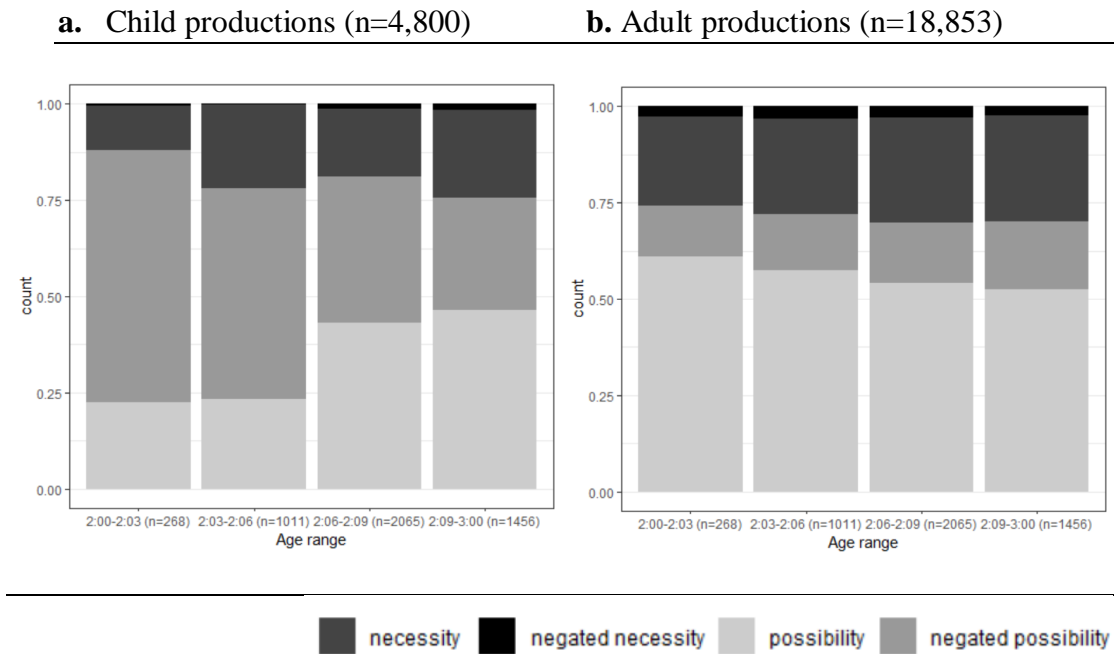 a. Child productions (n=4,800)
b. Adult productions (n=18,853)
1.00
0.75
0.50
0.25
0.00
count
2:00-2:03 (n=268) 2:03-2:06 (n=1011) 2:06-2:09 (n=2065) 2:09-3:00 (n=1456)
Age range
1.00
0.75
0.50
0.25
0.00
count
2:00-2:03 (n=268) 2:03-2:06 (n=1011) 2:06-2:09 (n=2065) 2:09-3:00 (n=1456)
Age range
necessity negated necessity possibility negated possibility